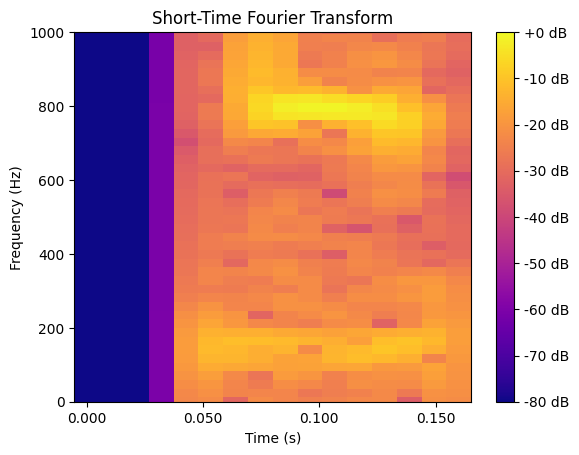 Short-Time Fourier Transform
1000
800
600
400
200
0
Frequency (Hz)
0.000
0.050
0.100
0.150
Time (s)
+0 dB
-10 dB
-20 dB
-30 dB
-40 dB
-50 dB
-60 dB
-70 dB
-80 dB